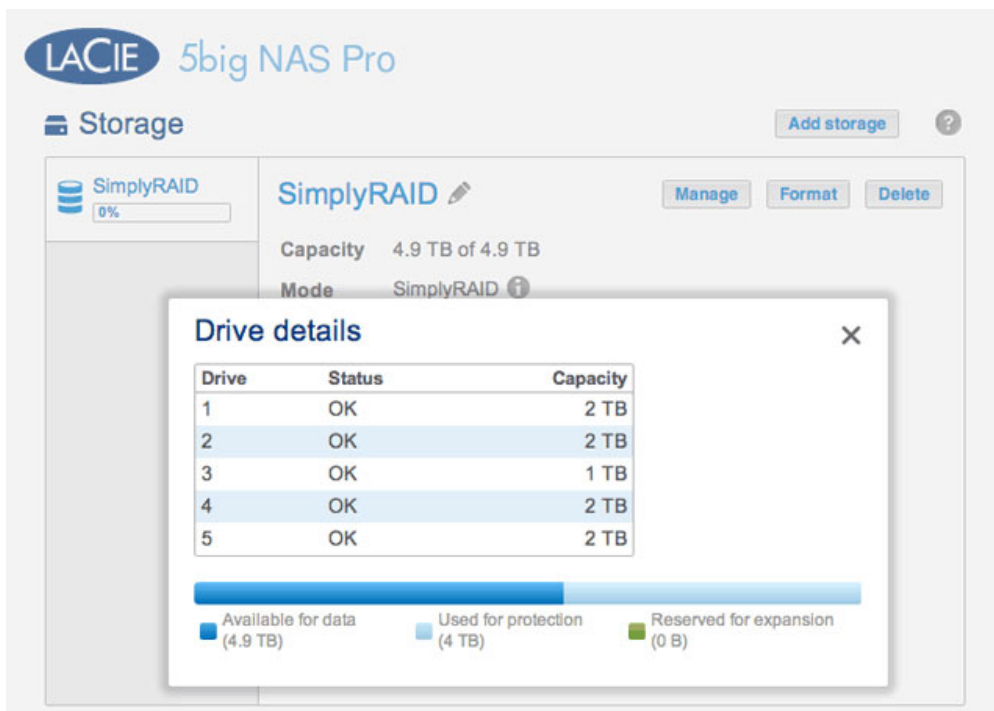 LACIE 5big NAS Pro
Storage
Add storage
?
SimplyRAID
0%
SimplyRAID
Manage Format Delete
Capacity 4.9 TB of 4.9 TB
Mode SimplyRAID i
Drive details
Drive Status Capacity
1 OK 2 TB
2 OK 2 TB
3 OK 1 TB
4 OK 2 TB
5 OK 2 TB
Available for data
(4.9 TB)
Used for protection
(4 TB)
Reserved for expansion
(0 B)